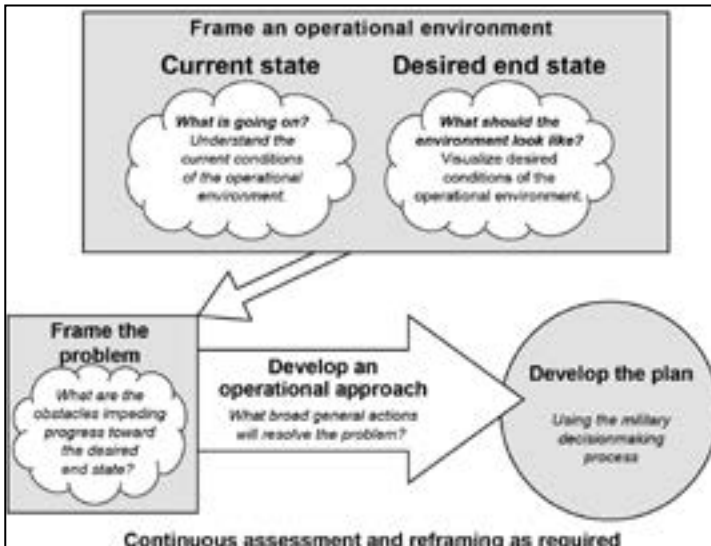 Frame an operational environment
Current state
Desired end state
What is going on?
Understand the
current conditions
of the operational
environment.
What should the
environment look like?
Visualize desired
conditions of the
operational environment.
Frame the
problem
What are the
obstacles impeding
progress toward
the desired
end state?
Develop an
operational approach
What broad general actions
will resolve the problem?
Develop the plan
Using the military
decisionmaking
process
Continuous assessment and reframing as required